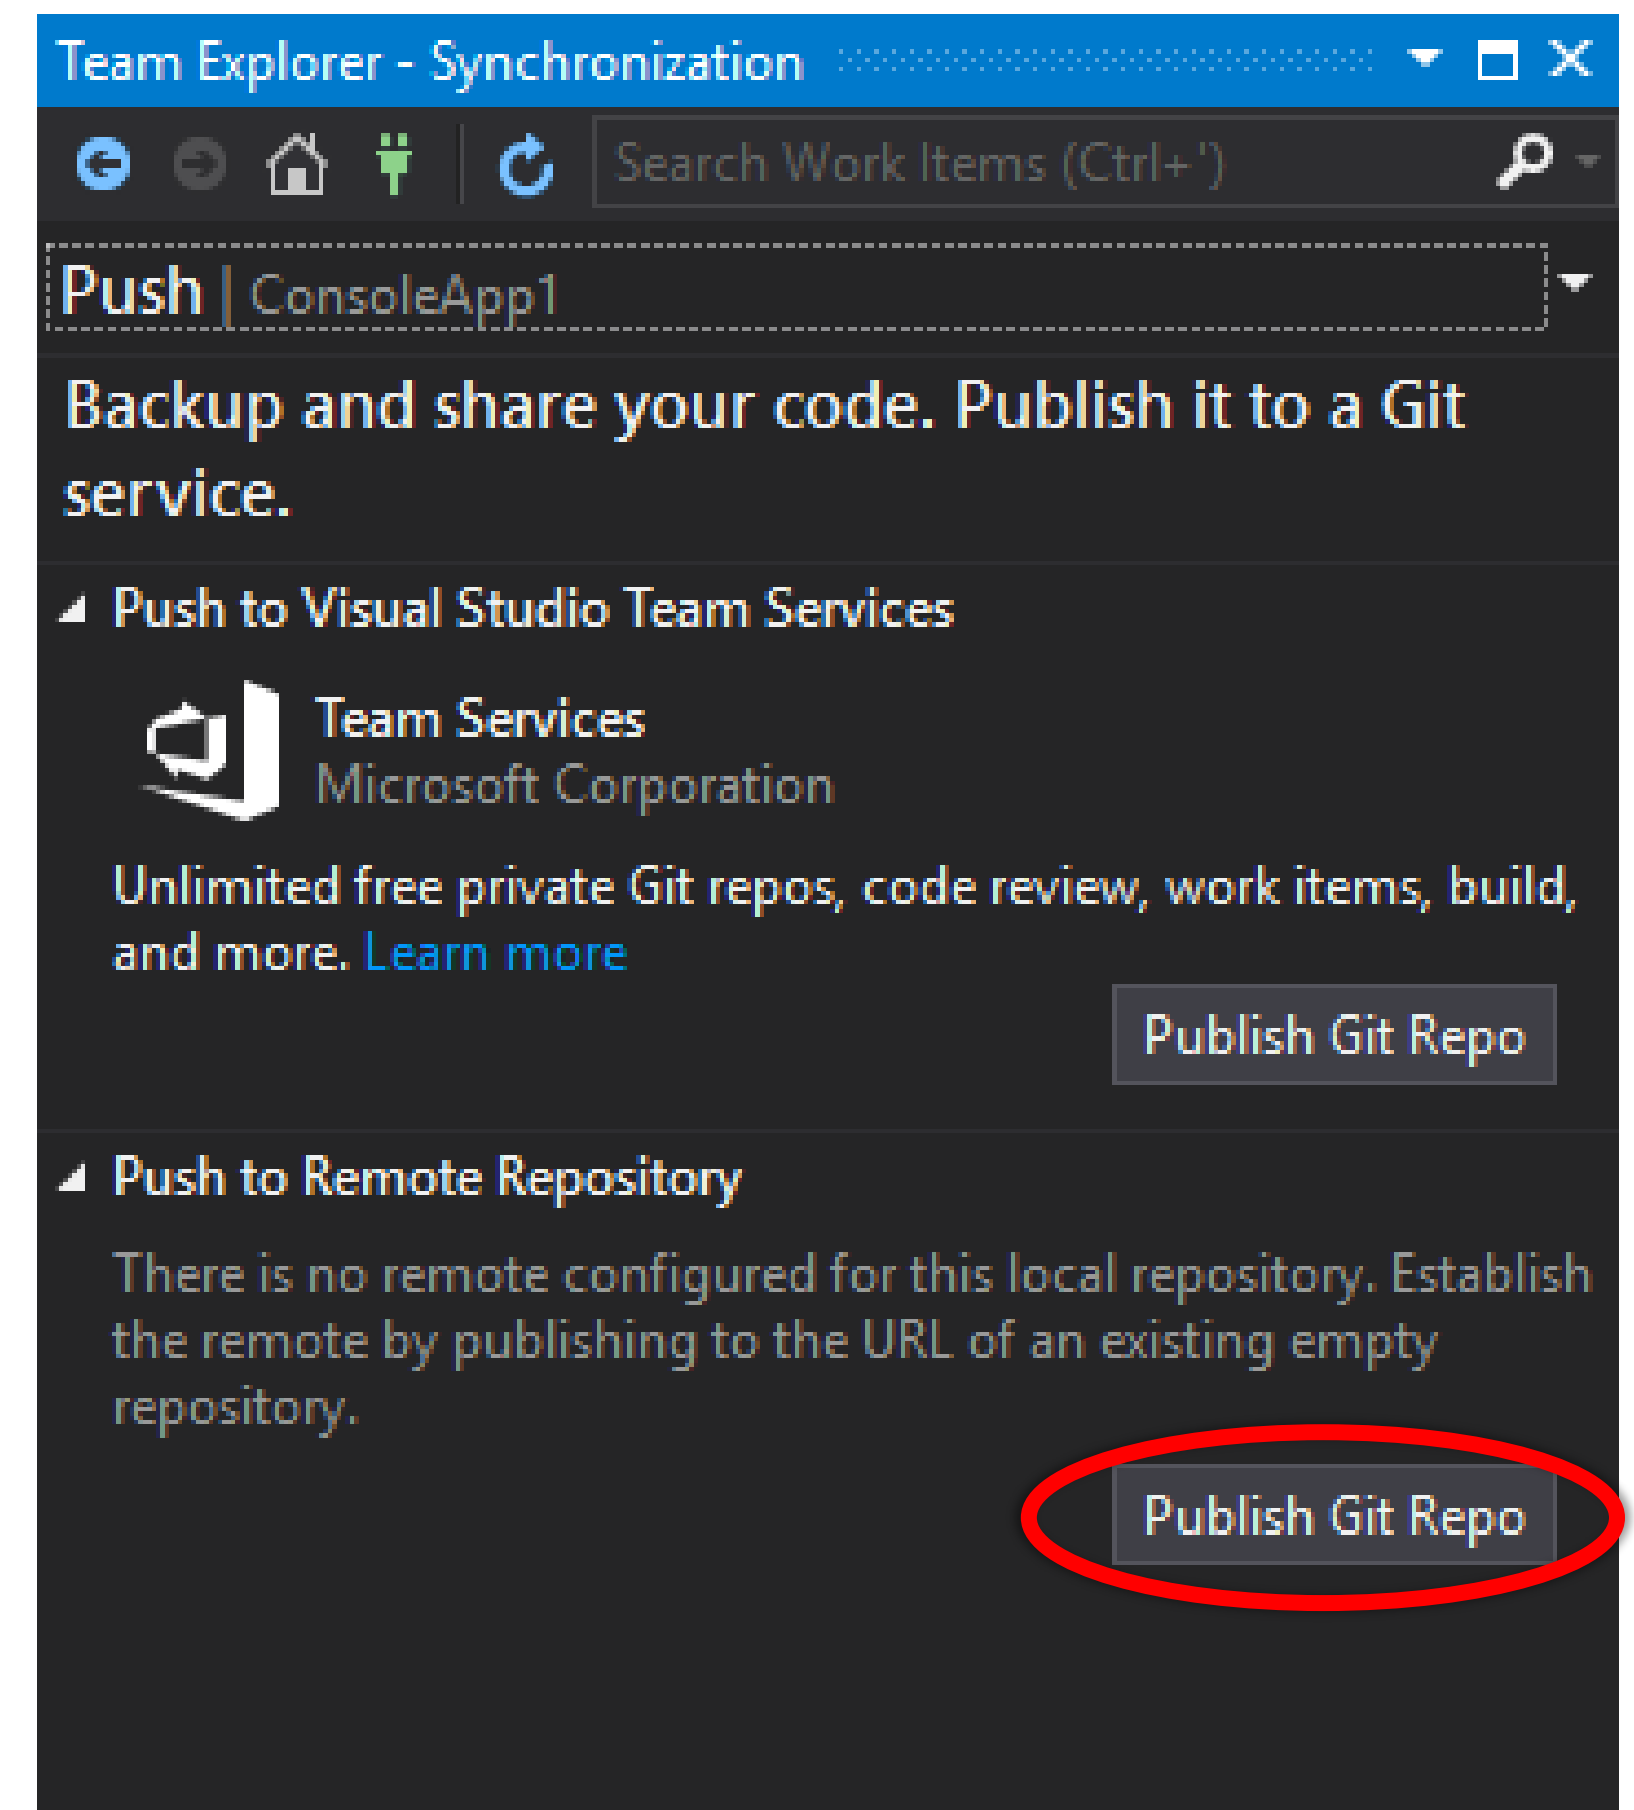 Team Explorer - Synchronization
Search Work Items (Ctrl+')
Push | ConsoleApp1
Backup and share your code. Publish it to a Git
service.
Push to Visual Studio Team Services
Team Services
Microsoft Corporation
Unlimited free private Git repos, code review, work items, build,
and more. Learn more
Publish Git Repo
Push to Remote Repository
There is no remote configured for this local repository. Establish
the remote by publishing to the URL of an existing empty
repository.
Publish Git Repo